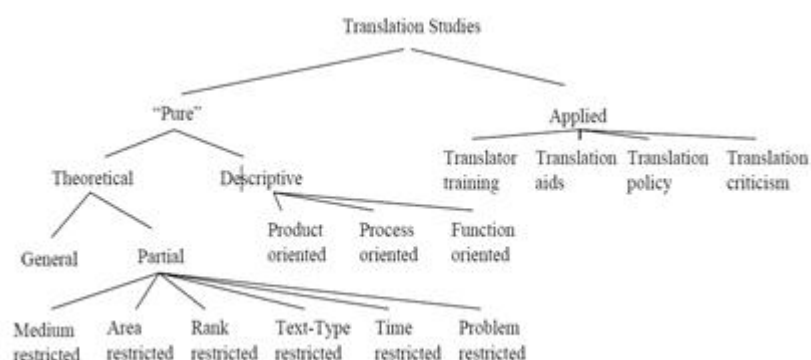 Translation Studies
"Pure"
Applied
Translator training
Translation aids
Translation policy
Translation criticism
Theoretical
Descriptive
Product oriented
Process oriented
Function oriented
General
Partial
Medium restricted
Area restricted
Rank restricted
Text-Type restricted
Time restricted
Problem restricted